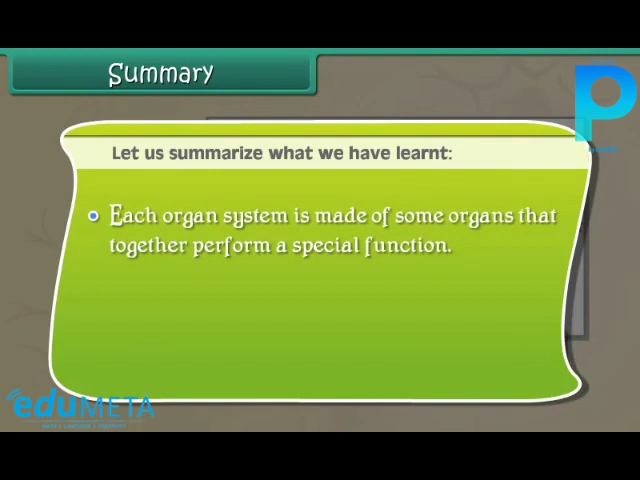 Summary
Let us summarize what we have learnt:
Each organ system is made of some organs that
together perform a special function.
eduMETA